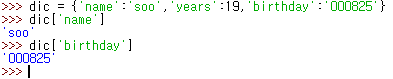 >>> dic = {'name':'soo','years':19,'birthday':'000825'}
>>> dic['name']
'soo'
>>> dic['birthday']
'000825'
>>>